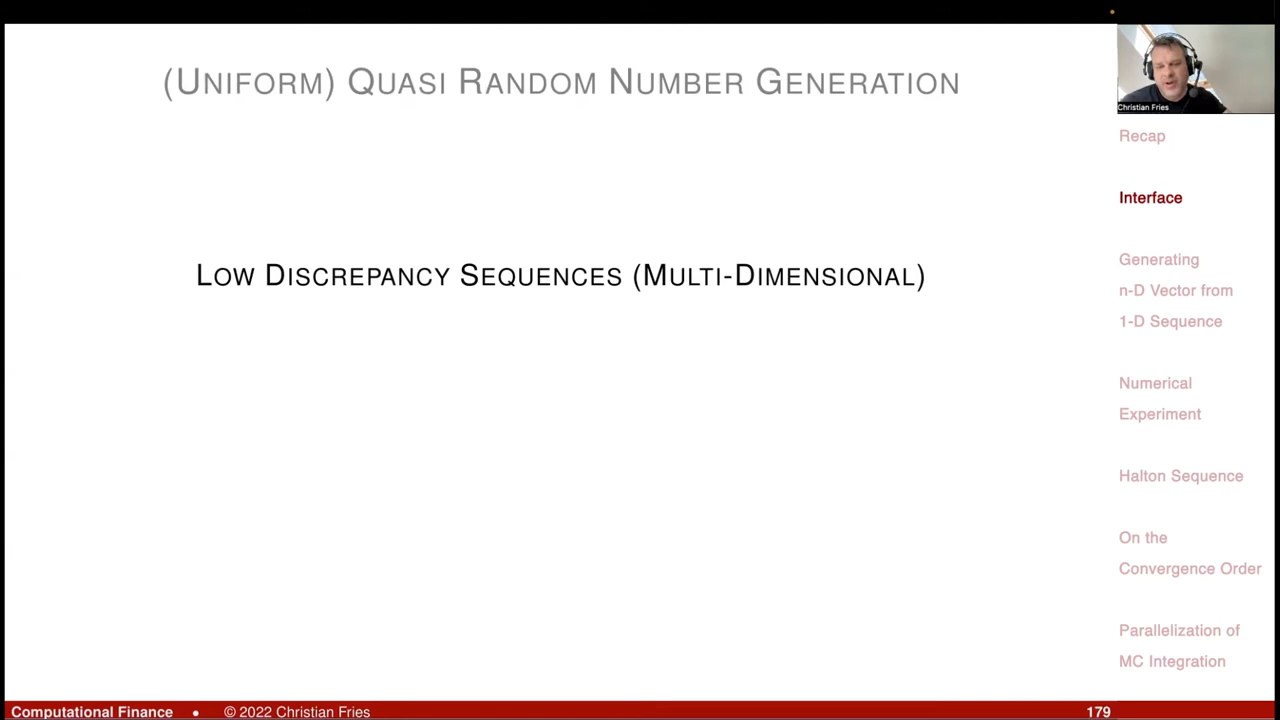 (UNIFORM) QUASI RANDOM NUMBER GENERATION
LOW DISCREPANCY SEQUENCES (MULTI-DIMENSIONAL)
Christian Fries
Recap
Interface
Generating
n-D Vector from
1-D Sequence
Numerical
Experiment
Halton Sequence
On the
Convergence Order
Parallelization of
MC Integration
Computational Finance • © 2022 Christian Fries 179